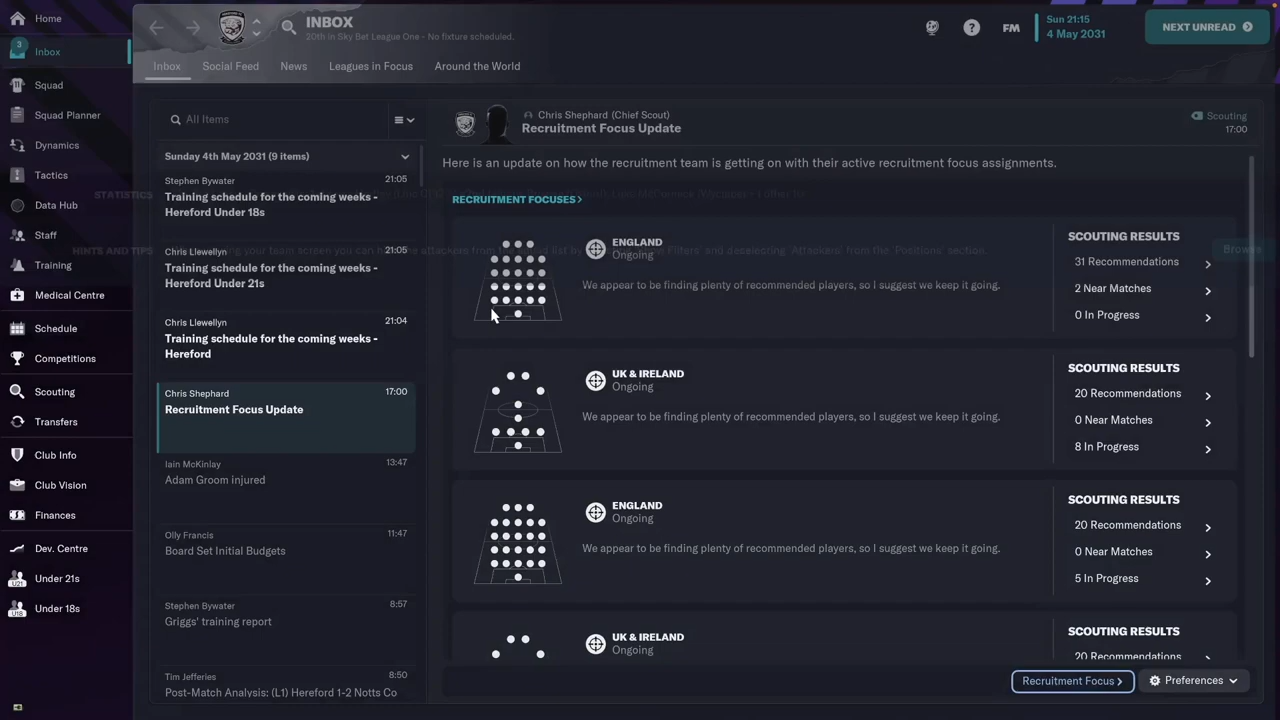 Home
INBOX
20th in Sky Bet League One - No fixture scheduled.
FM
Sun 21:15
4 May 2031
NEXT UNREAD
3
Inbox
Inbox
Social Feed
News
Leagues in Focus
Around the World
Squad
Squad Planner
Dynamics
Tactics
Data Hub
Staff
Training
Medical Centre
Schedule
Competitions
Scouting
Transfers
Club Info
Club Vision
Finances
Dev. Centre
U21
Under 21s
U18
Under 18s
All Items
Sunday 4th May 2031 (9 items)
Stephen Bywater
21:05
Training schedule for the coming weeks -
Hereford Under 18s
Chris Llewellyn
21:05
Training schedule for the coming weeks -
Hereford Under 21s
Chris Llewellyn
21:04
Training schedule for the coming weeks -
Hereford
Chris Shephard
17:00
Recruitment Focus Update
Iain McKinlay
13:47
Adam Groom injured
Olly Francis
11:47
Board Set Initial Budgets
Stephen Bywater
8:57
Griggs' training report
Tim Jefferies
8:50
Post-Match Analysis: (L1) Hereford 1-2 Notts Co
Chris Shephard (Chief Scout)
Recruitment Focus Update
Scouting
17:00
Here is an update on how the recruitment team is getting on with their active recruitment focus assignments.
STATISTICS
HINTS AND TIPS
Browse
RECRUITMENT FOCUSES
ENGLAND
Ongoing
We appear to be finding plenty of recommended players, so I suggest we keep it going.
SCOUTING RESULTS
31 Recommendations
2 Near Matches
0 In Progress
UK & IRELAND
Ongoing
We appear to be finding plenty of recommended players, so I suggest we keep it going.
SCOUTING RESULTS
20 Recommendations
0 Near Matches
8 In Progress
ENGLAND
Ongoing
We appear to be finding plenty of recommended players, so I suggest we keep it going.
SCOUTING RESULTS
20 Recommendations
0 Near Matches
5 In Progress
UK & IRELAND
Ongoing
SCOUTING RESULTS
20 Recommendations
Recruitment Focus
Preferences